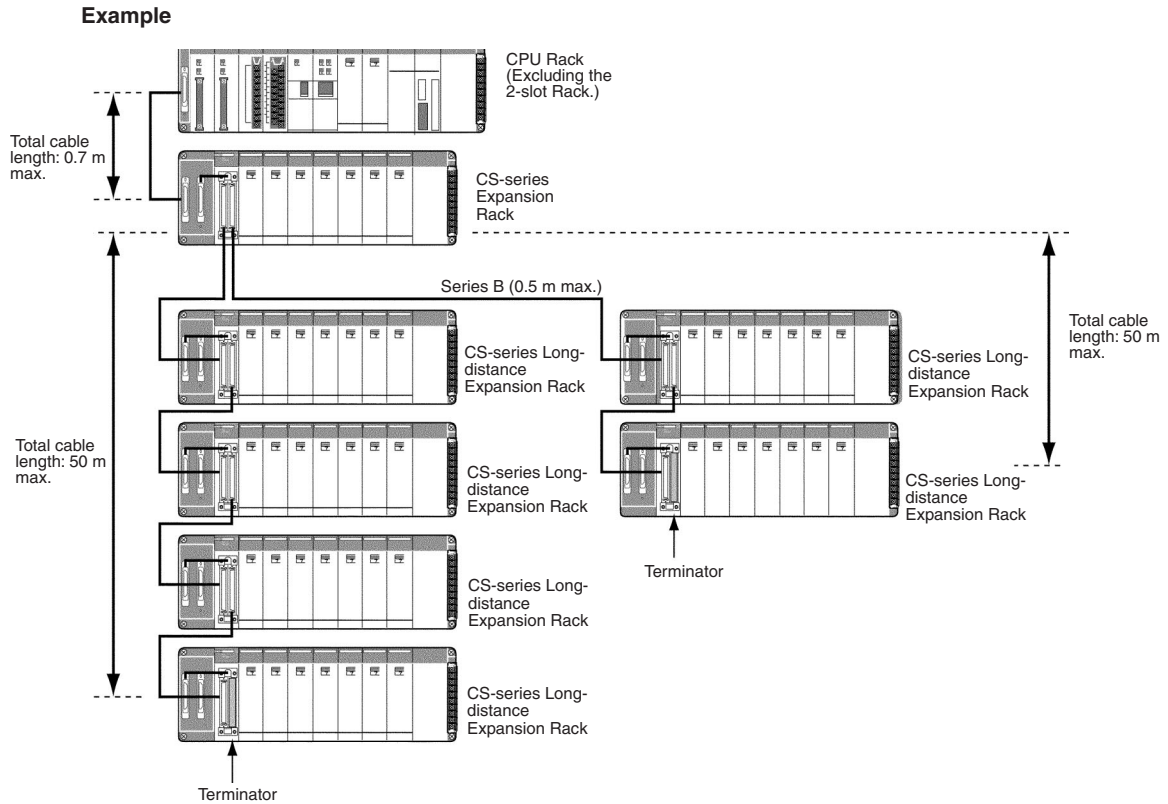 Example
CPU Rack
(Excluding the
2-slot Rack.)
Total cable
length: 0.7 m
max.
CS-series
Expansion
Rack
Series B (0.5 m max.)
Total cable
length: 50 m
max.
CS-series Long-
distance
Expansion Rack
CS-series Long-
distance
Expansion Rack
Total cable
length: 50 m
max.
CS-series Long-
distance
Expansion Rack
CS-series Long-
distance
Expansion Rack
Terminator
CS-series Long-
distance
Expansion Rack
CS-series Long-
distance
Expansion Rack
Terminator